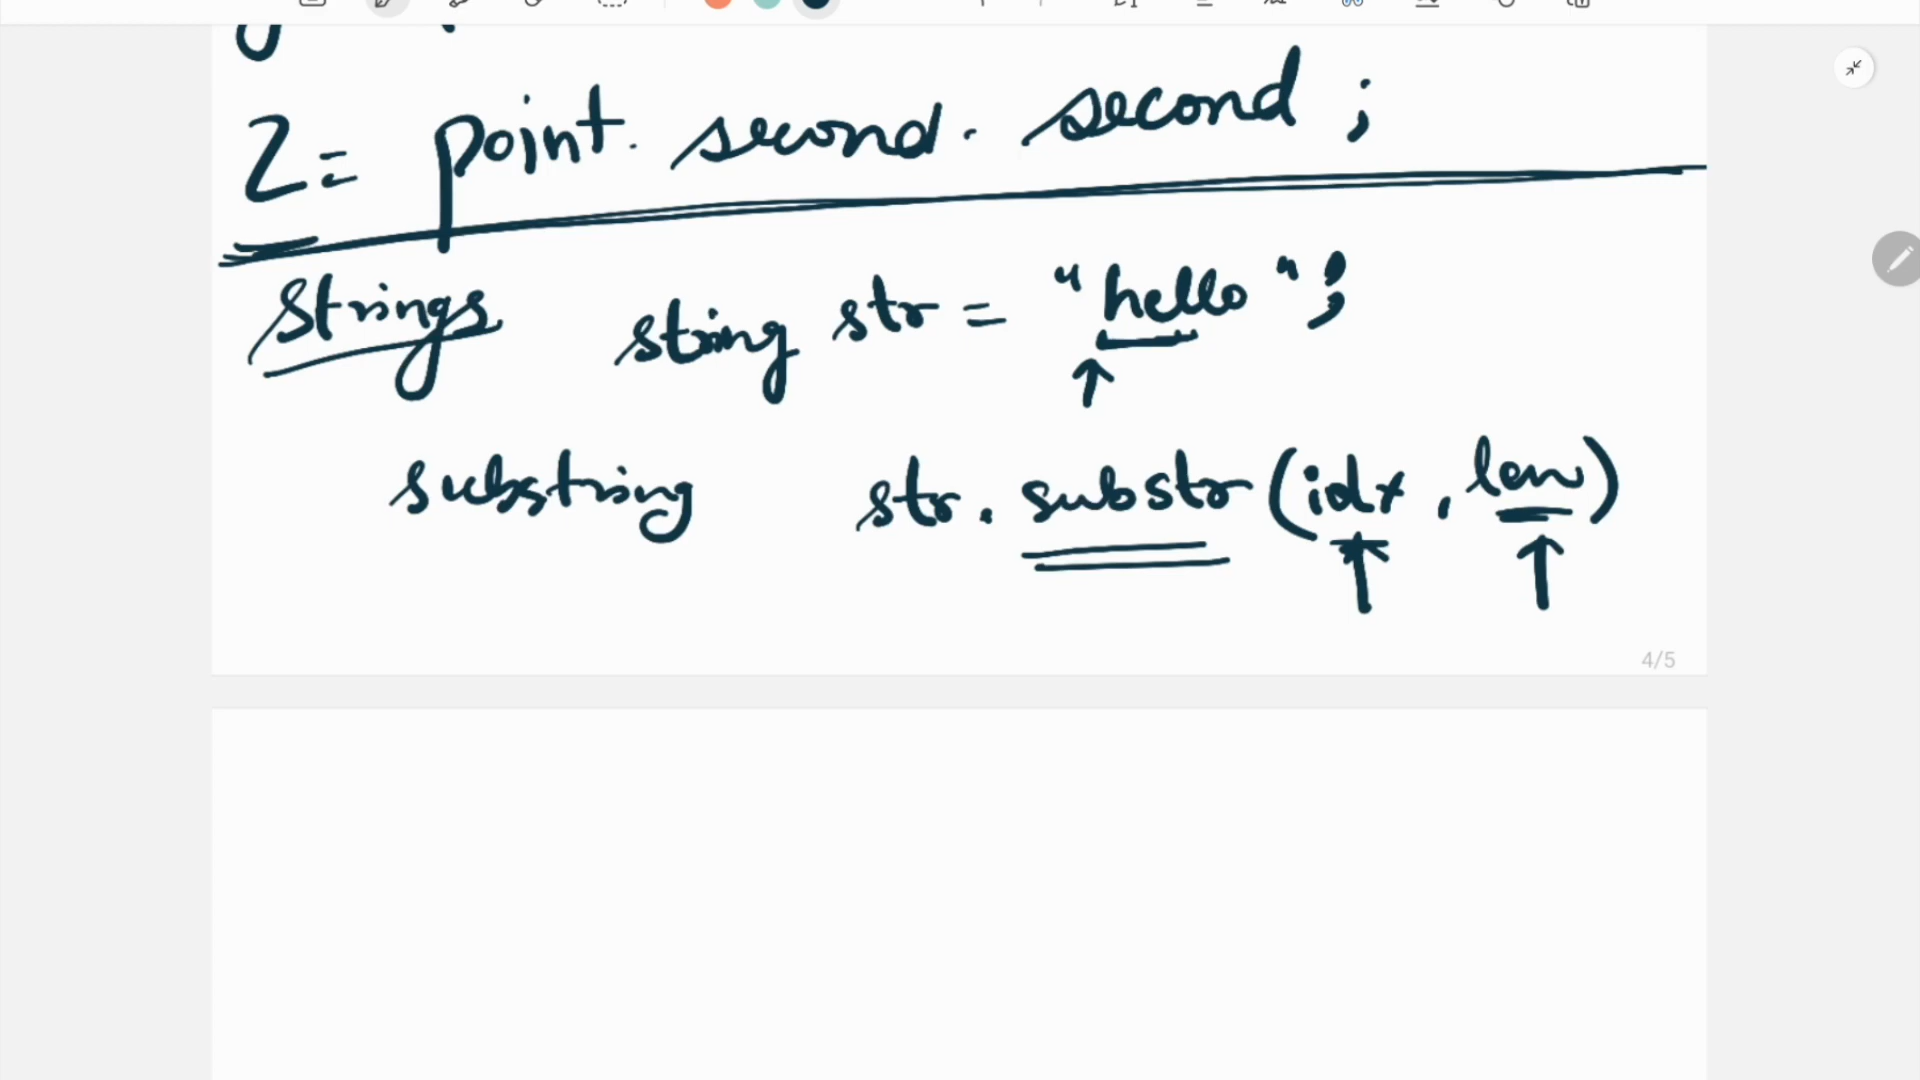 z = point. second. second ;
Strings string str = "hello";
substring str. substr (idx, len)
4/5